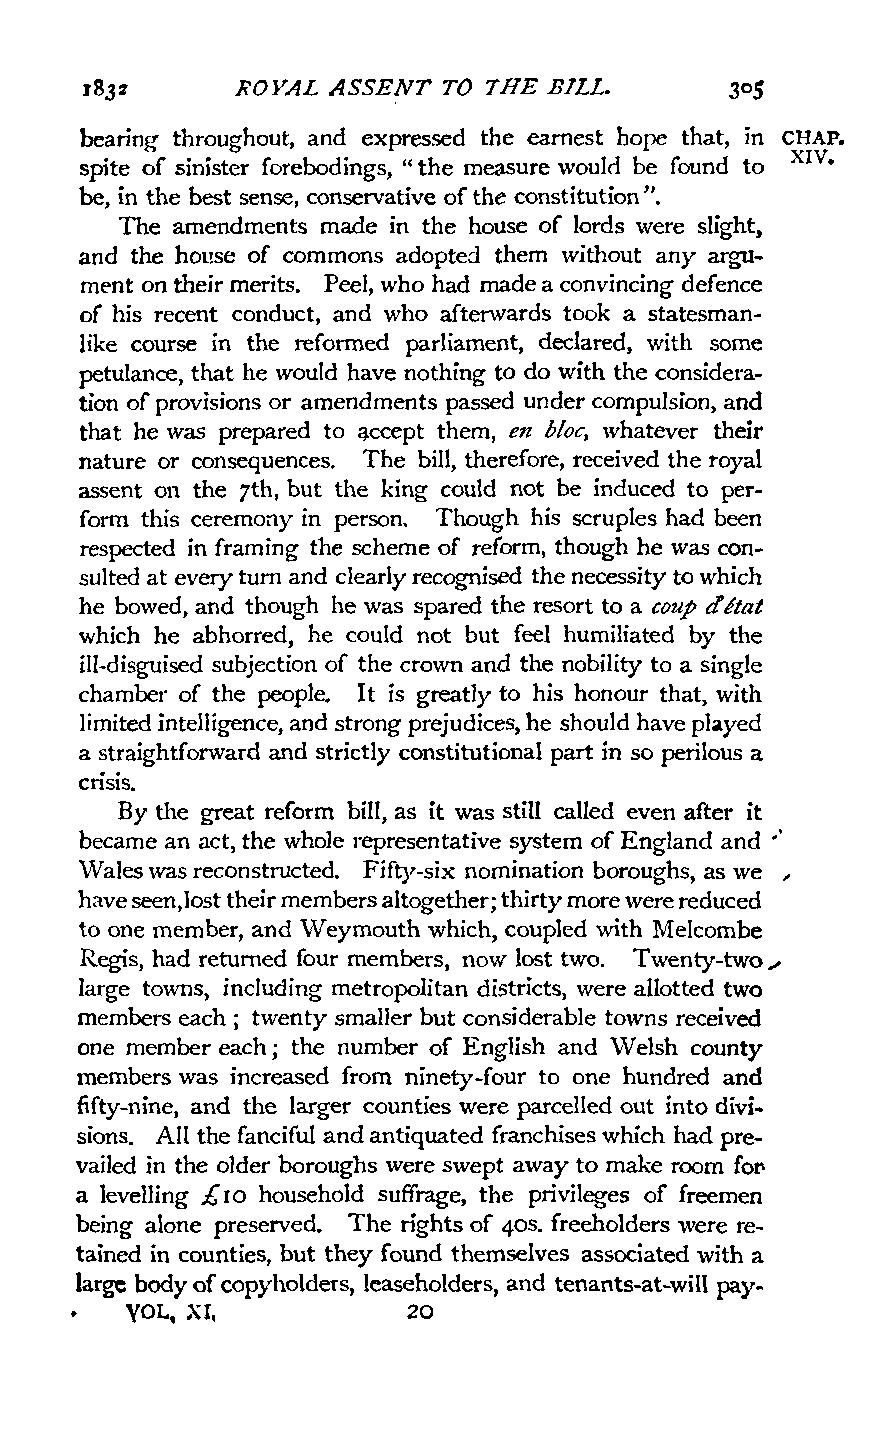 1832 ROYAL ASSENT TO THE BILL. 305
bearing throughout, and expressed the earnest hope that, in CHAP.
spite of sinister forebodings, “the measure would be found to XIV.
be, in the best sense, conservative of the constitution”.
The amendments made in the house of lords were slight,
and the house of commons adopted them without any argu-
ment on their merits. Peel, who had made a convincing defence
of his recent conduct, and who afterwards took a statesman-
like course in the reformed parliament, declared, with some
petulance, that he would have nothing to do with the considera-
tion of provisions or amendments passed under compulsion, and
that he was prepared to accept them, en bloc, whatever their
nature or consequences. The bill, therefore, received the royal
assent on the 7th, but the king could not be induced to per-
form this ceremony in person. Though his scruples had been
respected in framing the scheme of reform, though he was con-
sulted at every turn and clearly recognised the necessity to which
he bowed, and though he was spared the resort to a coup d'état
which he abhorred, he could not but feel humiliated by the
ill-disguised subjection of the crown and the nobility to a single
chamber of the people. It is greatly to his honour that, with
limited intelligence, and strong prejudices, he should have played
a straightforward and strictly constitutional part in so perilous a
crisis.
By the great reform bill, as it was still called even after it
became an act, the whole representative system of England and
Wales was reconstructed. Fifty-six nomination boroughs, as we
have seen, lost their members altogether; thirty more were reduced
to one member, and Weymouth which, coupled with Melcombe
Regis, had returned four members, now lost two. Twenty-two
large towns, including metropolitan districts, were allotted two
members each; twenty smaller but considerable towns received
one member each; the number of English and Welsh county
members was increased from ninety-four to one hundred and
fifty-nine, and the larger counties were parcelled out into divi-
sions. All the fanciful and antiquated franchises which had pre-
vailed in the older boroughs were swept away to make room for
a levelling £10 household suffrage, the privileges of freemen
being alone preserved. The rights of 40s. freeholders were re-
tained in counties, but they found themselves associated with a
large body of copyholders, leaseholders, and tenants-at-will pay-
VOL. XI. 20